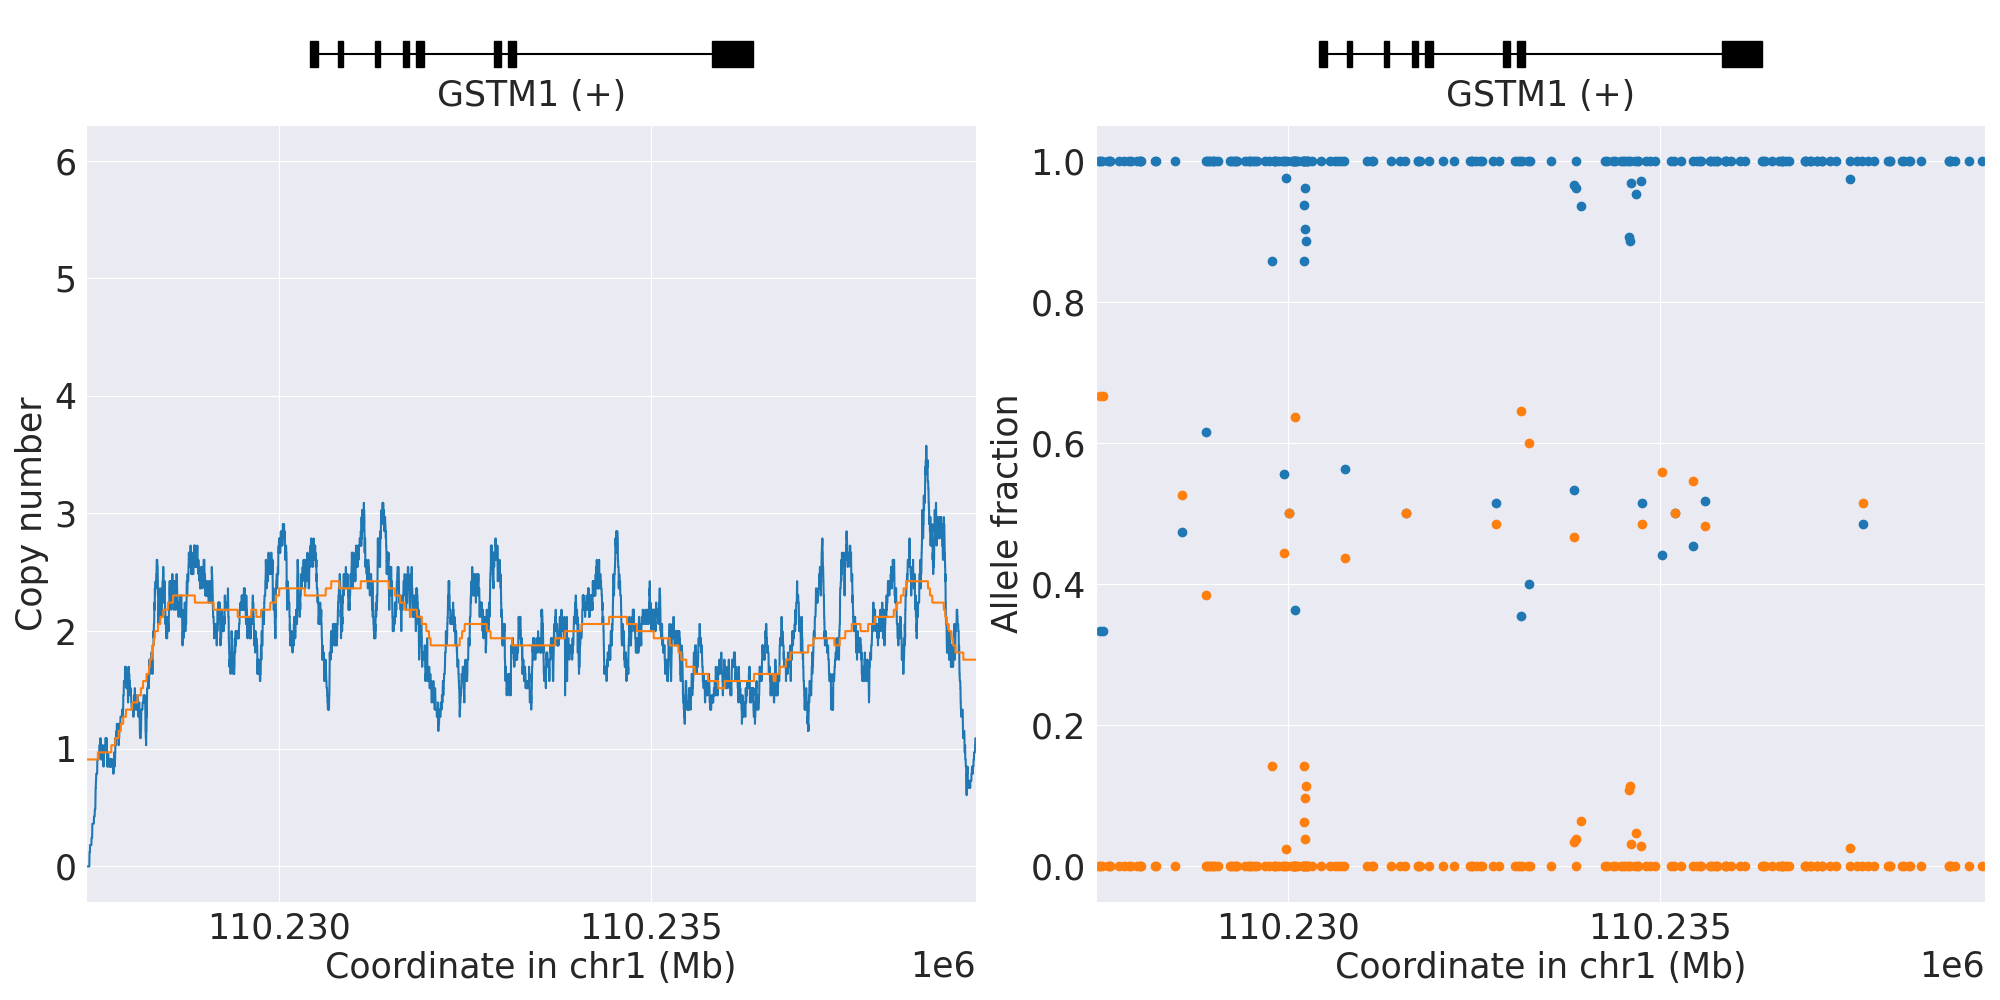 GSTM1 (+)
6
5
4
3
2
1
0
Copy number
110.230
110.235
Coordinate in chr1 (Mb)
1e6
GSTM1 (+)
1.0
0.8
0.6
0.4
0.2
0.0
Allele fraction
110.230
110.235
Coordinate in chr1 (Mb)
1e6